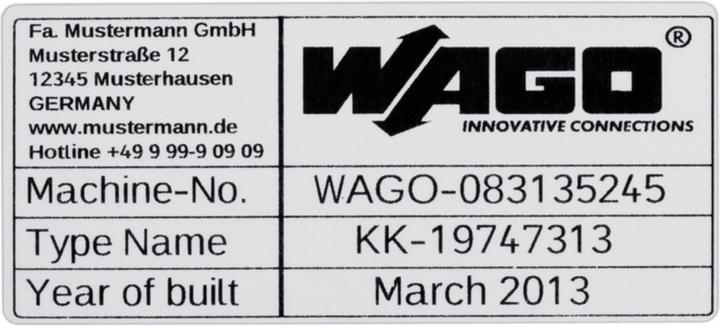 Fa. Mustermann GmbH
Musterstraße 12
12345 Musterhausen
GERMANY
www.mustermann.de
Hotline +49 9 99-9 09 09
WAGO®
INNOVATIVE CONNECTIONS
Machine-No. WAGO-083135245
Type Name KK-19747313
Year of built March 2013